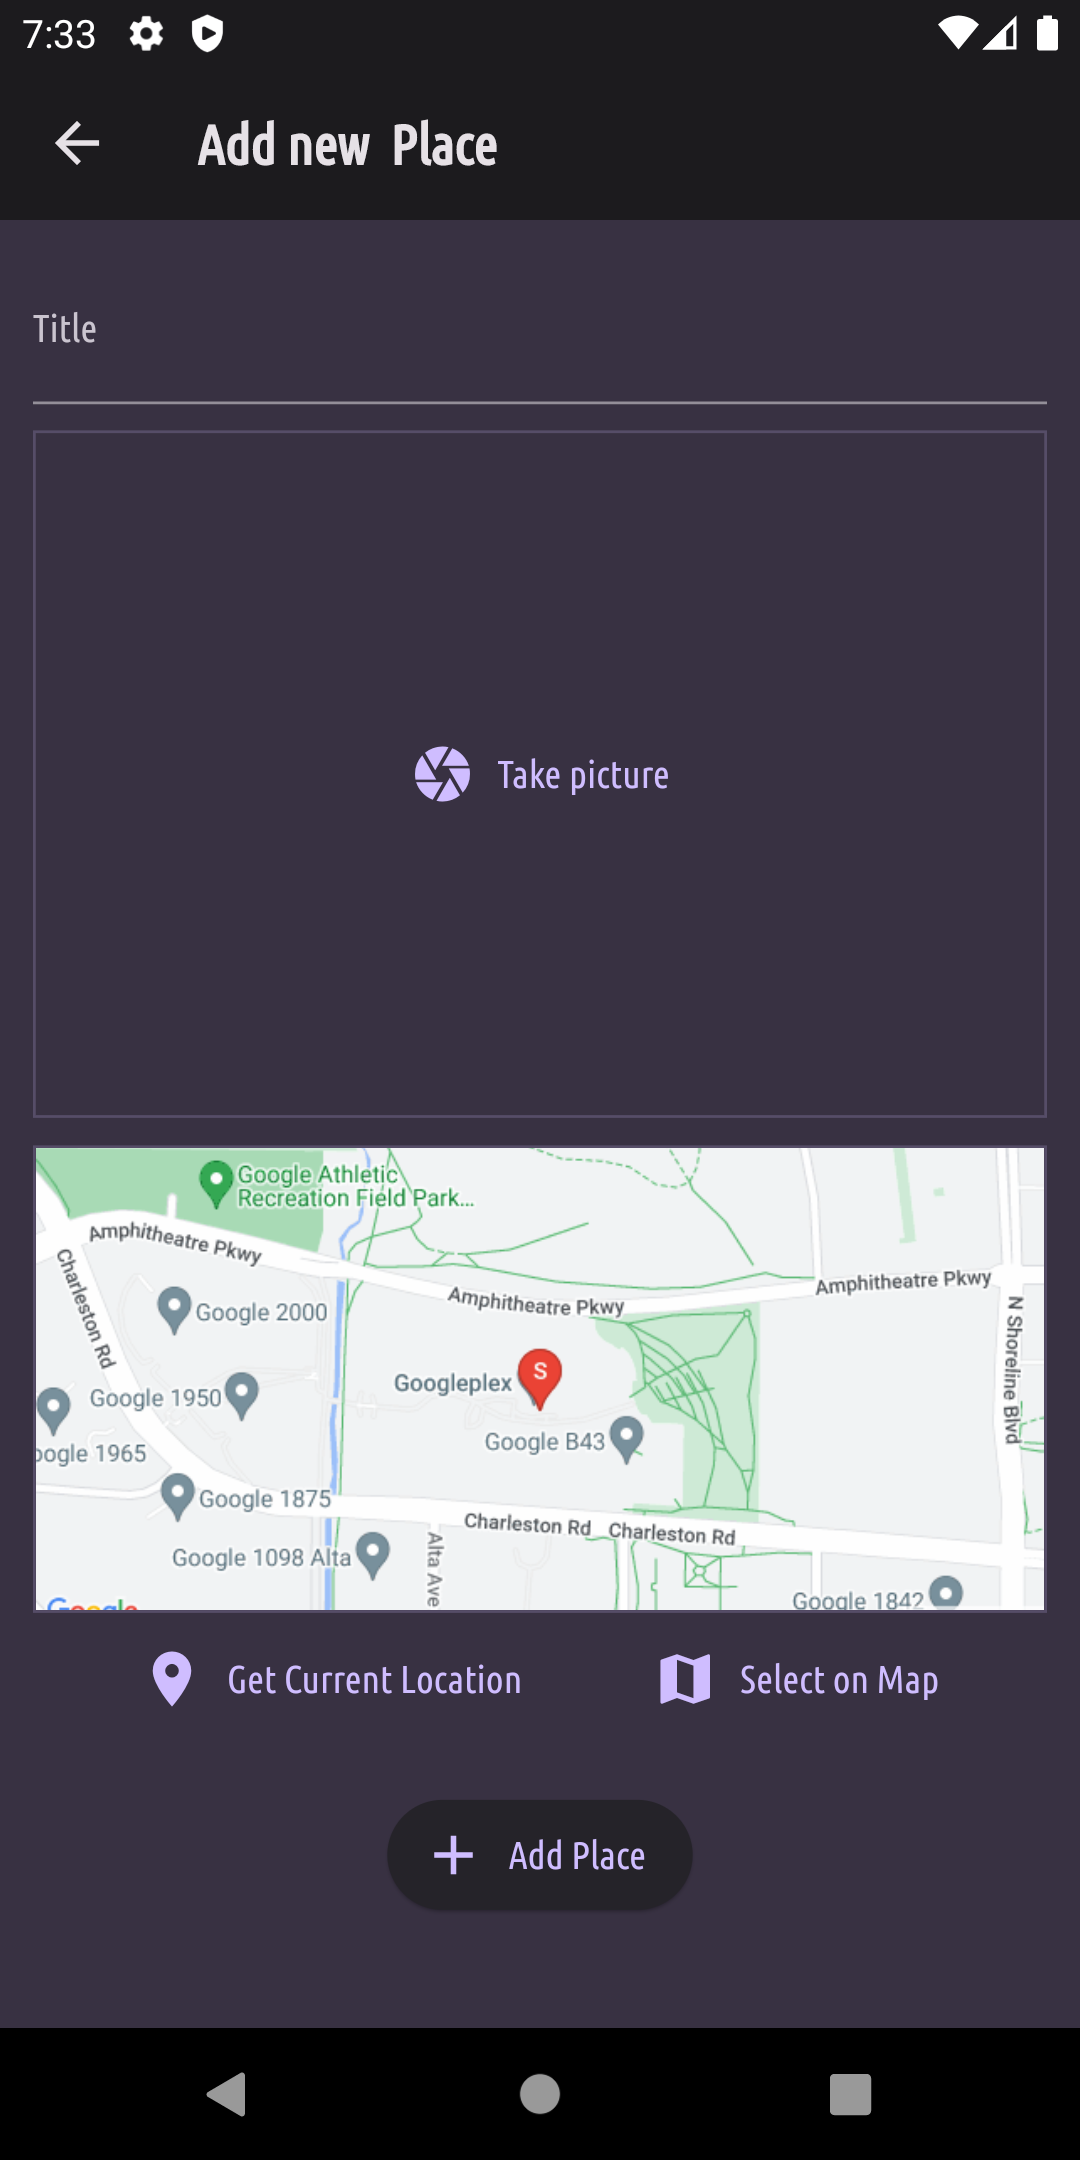 7:33
Add new  Place
Title
Take picture
Google Athletic
Recreation Field Park...
Amphitheatre Pkwy
Charleston Rd
Amphitheatre Pkwy
Amphitheatre Pkwy
N Shoreline Blvd
Google 2000
Googleplex
S
Google 1950
Google B43
oogle 1965
Google 1875
Charleston Rd
Charleston Rd
Google 1098 Alta
Alta Ave
Google 1842
Google
Get Current Location
Select on Map
Add Place